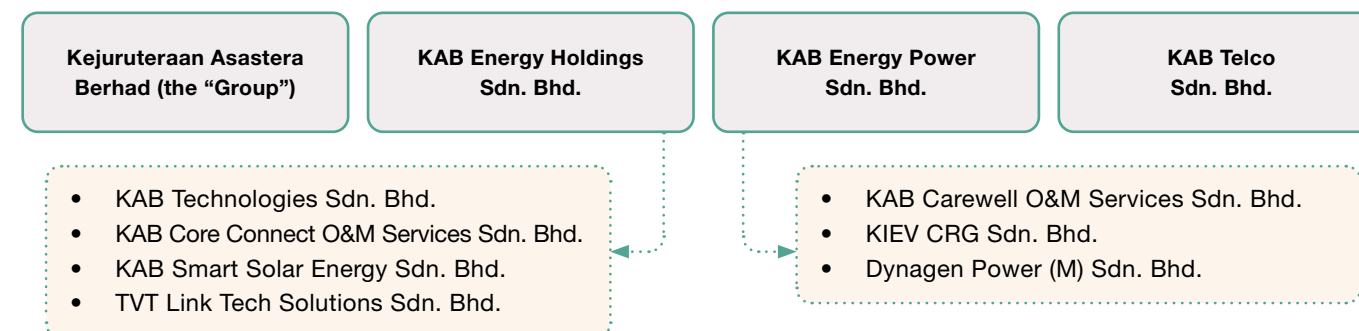 Kejuruteraan Asastera
Berhad (the “Group”)
KAB Energy Holdings
Sdn. Bhd.
KAB Energy Power
Sdn. Bhd.
KAB Telco
Sdn. Bhd.
• KAB Technologies Sdn. Bhd.
• KAB Core Connect O&M Services Sdn. Bhd.
• KAB Smart Solar Energy Sdn. Bhd.
• TVT Link Tech Solutions Sdn. Bhd.
• KAB Carewell O&M Services Sdn. Bhd.
• KIEV CRG Sdn. Bhd.
• Dynagen Power (M) Sdn. Bhd.